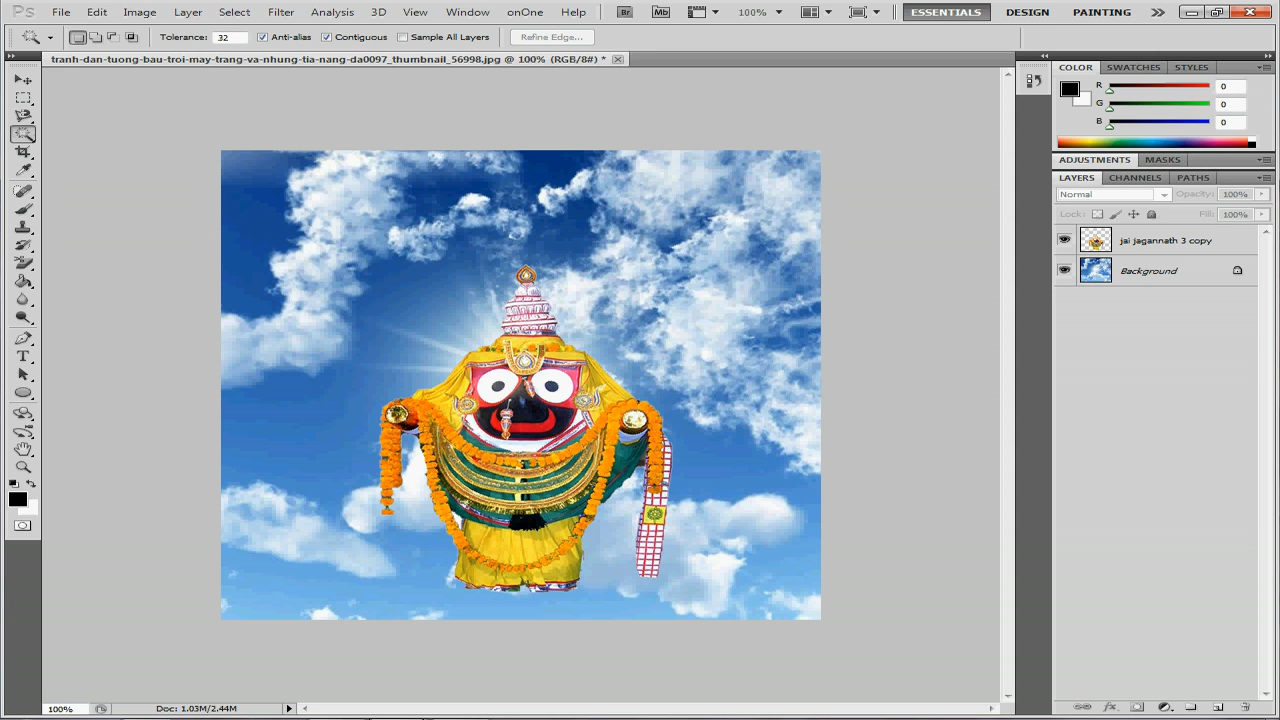 Ps File Edit Image Layer Select Filter Analysis 3D View Window onOne Help Br Mb 100% ESSENTIALS DESIGN PAINTING
Tolerance: 32 Anti-alias Contiguous Sample All Layers Refine Edge...
tranh-dan-tuong-bau-troi-may-trang-va-nhung-tia-nang-da0097_thumbnail_56998.jpg @ 100% (RGB/8#) *
COLOR SWATCHES STYLES
R 0
G 0
B 0
ADJUSTMENTS MASKS
LAYERS CHANNELS PATHS
Normal Opacity: 100%
Lock: Fill: 100%
jai jagannath 3 copy
Background
T
100% Doc: 1.03M/2.44M
fx